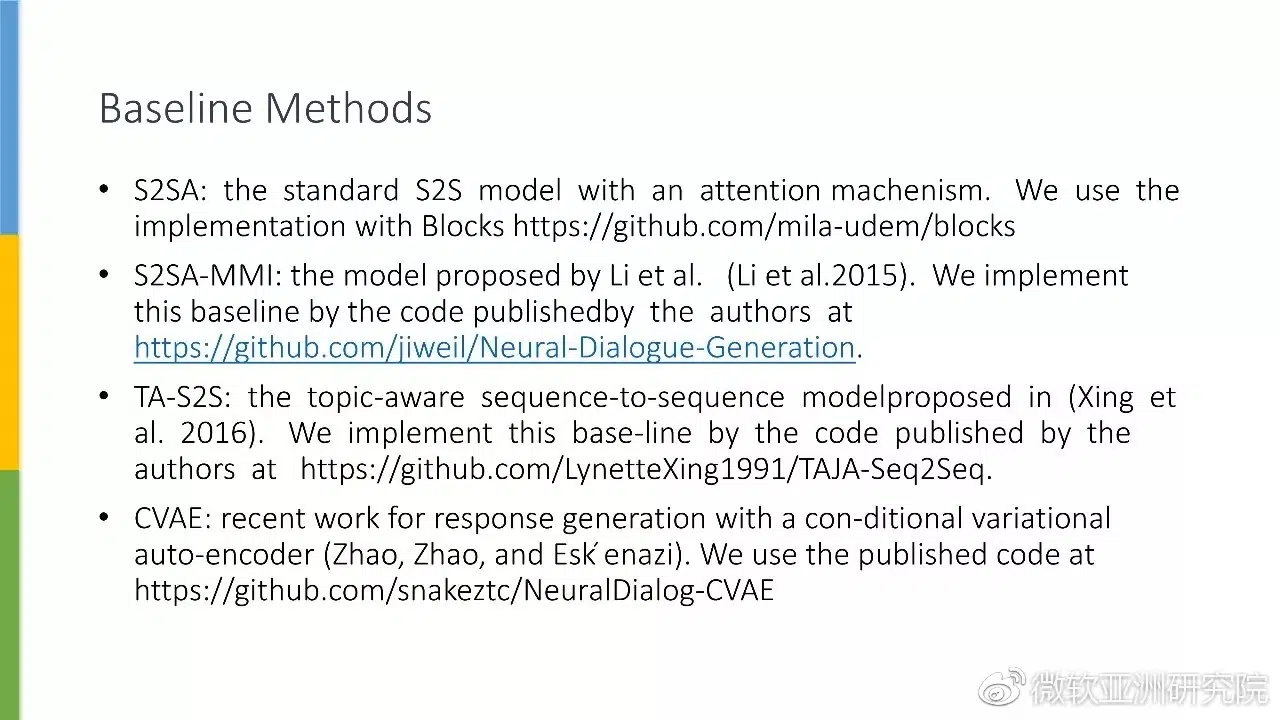 Baseline Methods
• S2SA: the standard S2S model with an attention machenism. We use the
implementation with Blocks https://github.com/mila-udem/blocks
• S2SA-MMI: the model proposed by Li et al. (Li et al.2015). We implement
this baseline by the code publishedby the authors at
https://github.com/jiweil/Neural-Dialogue-Generation.
• TA-S2S: the topic-aware sequence-to-sequence modelproposed in (Xing et
al. 2016). We implement this base-line by the code published by the
authors at https://github.com/LynetteXing1991/TAJA-Seq2Seq.
• CVAE: recent work for response generation with a con-ditional variational
auto-encoder (Zhao, Zhao, and Esḱenazi). We use the published code at
https://github.com/snakeztc/NeuralDialog-CVAE
微软亚洲研究院